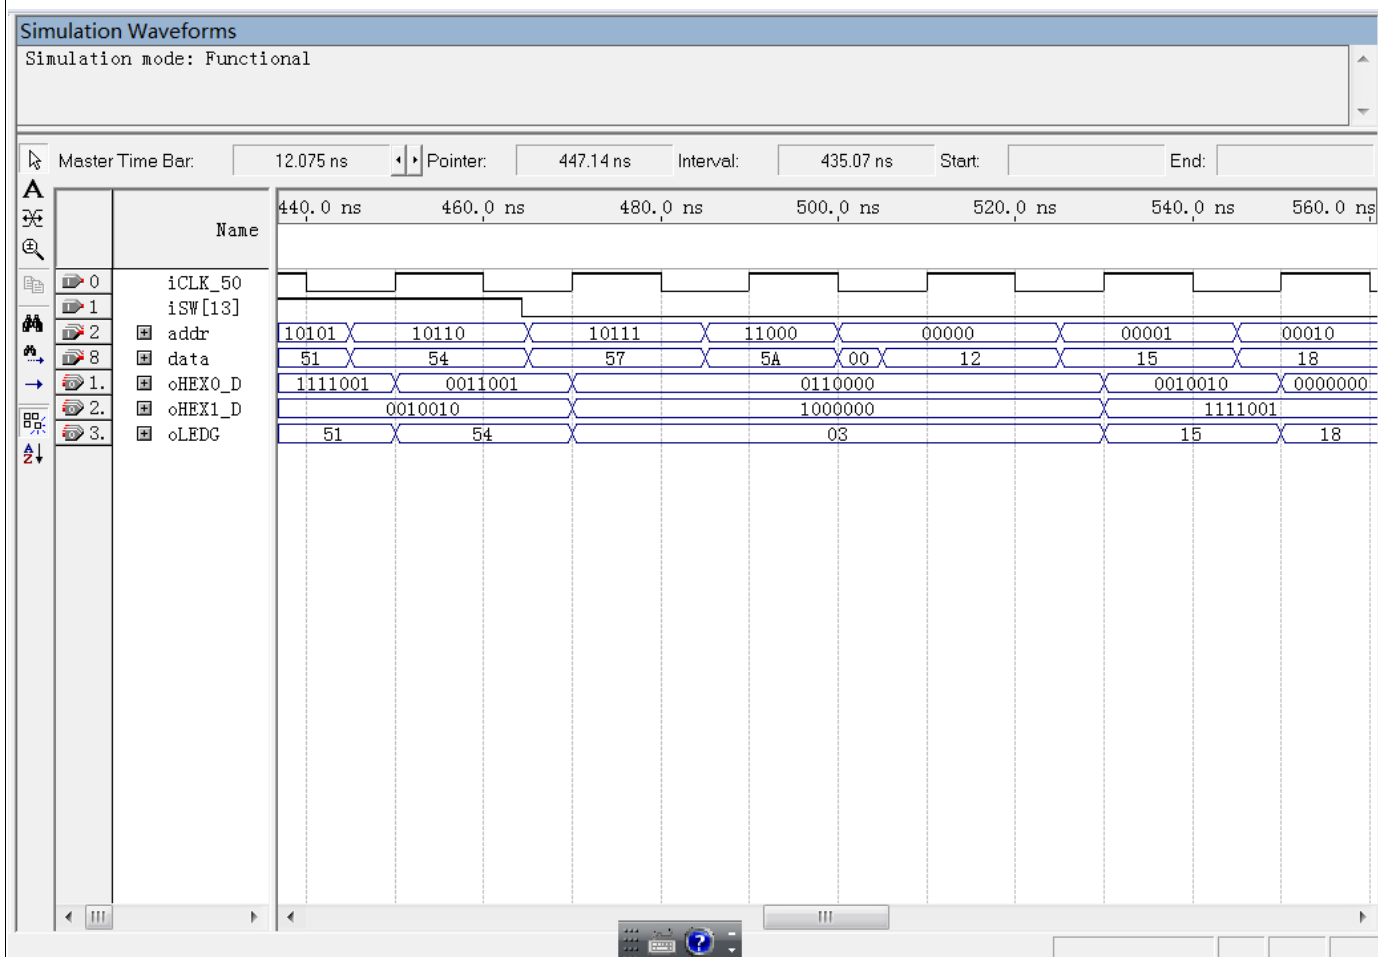 Simulation Waveforms
Simulation mode: Functional
Master Time Bar: 12.075 ns Pointer: 447.14 ns Interval: 435.07 ns Start: End:
A
440.0 ns 460.0 ns 480.0 ns 500.0 ns 520.0 ns 540.0 ns 560.0 ns
Name
0 iCLK_50
1 iSW[13]
2 addr 10101 10110 10111 11000 00000 00001 00010
8 data 51 54 57 5A 00 12 15 18
1. oHEX0_D 1111001 0011001 0110000 0010010 0000000
2. oHEX1_D 0010010 1000000 1111001
3. oLEDG 51 54 03 15 18
A
Z
?